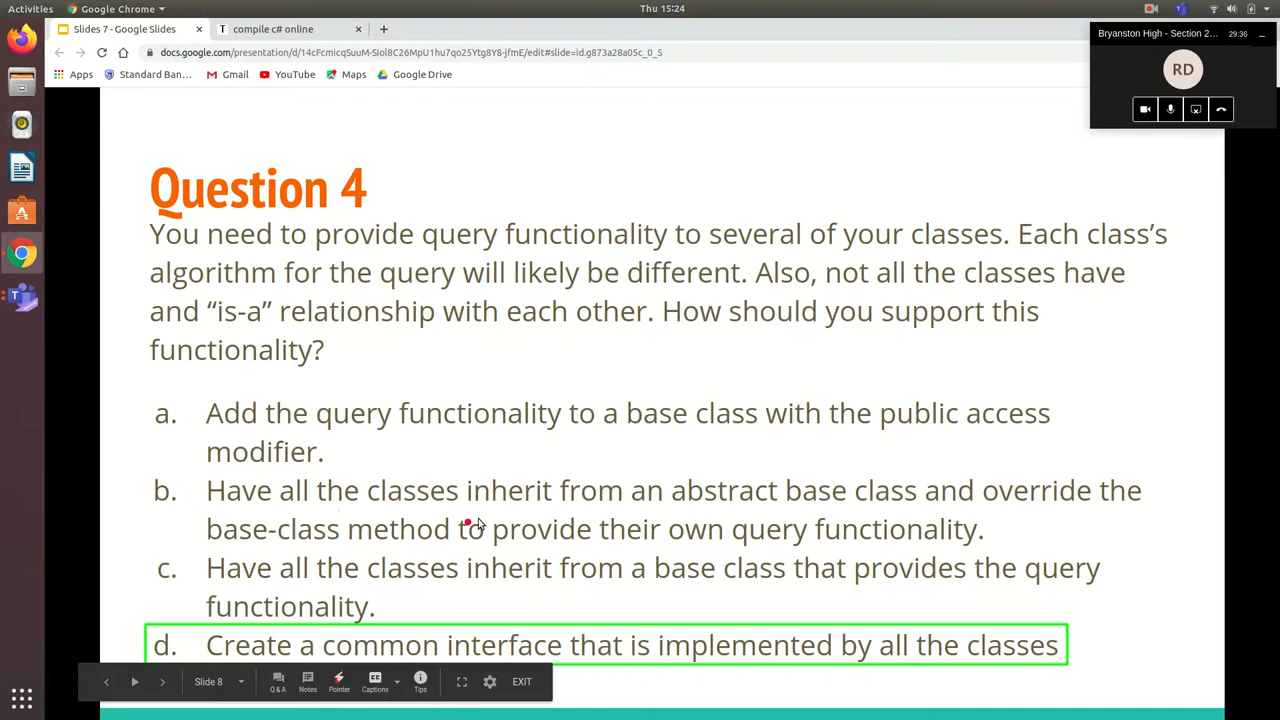 Activities Google Chrome Thu 15:24
Slides 7 - Google Slides compile c# online
docs.google.com/presentation/d/
Apps Standard Ban... Gmail YouTube Maps Google Drive
Bryanston High - Section 2... 29:36
RD
Question 4
You need to provide query functionality to several of your classes. Each class’s
algorithm for the query will likely be different. Also, not all the classes have
and “is-a” relationship with each other. How should you support this
functionality?
a. Add the query functionality to a base class with the public access
modifier.
b. Have all the classes inherit from an abstract base class and override the
base-class method to provide their own query functionality.
c. Have all the classes inherit from a base class that provides the query
functionality.
d. Create a common interface that is implemented by all the classes
Slide 8 Q & A Notes Pointer Captions Tips EXIT